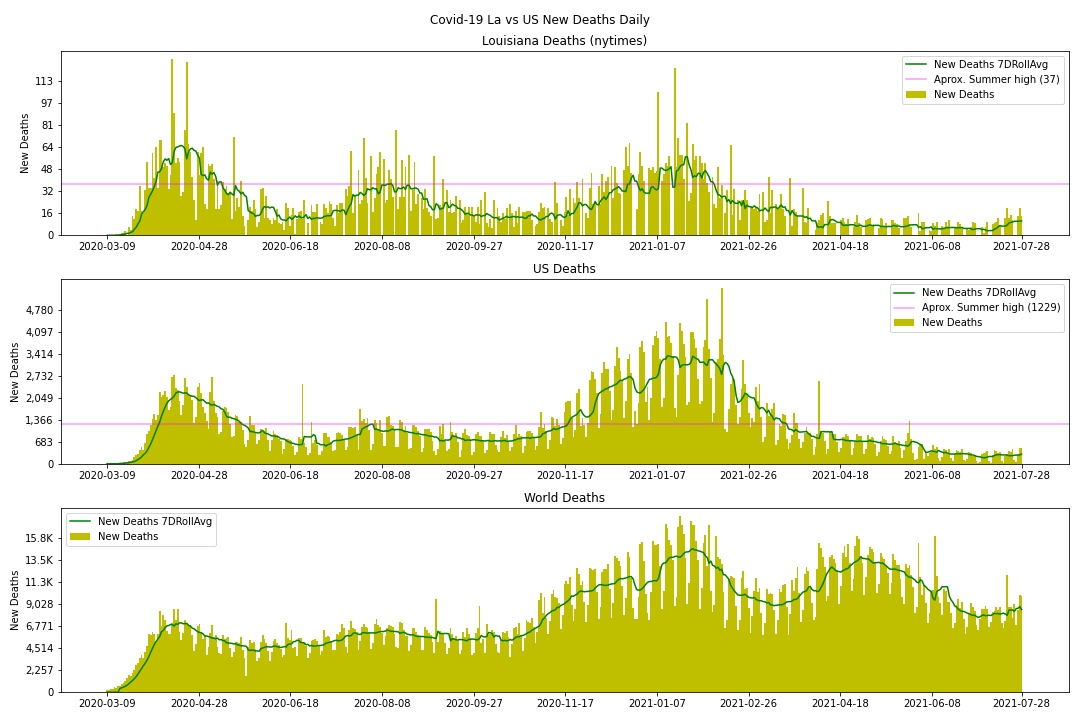 Covid-19 La vs US New Deaths Daily
Louisiana Deaths (nytimes)
New Deaths
113
97
81
64
48
32
16
0
New Deaths 7DRollAvg
Aprox. Summer high (37)
New Deaths
2020-03-09 2020-04-28 2020-06-18 2020-08-08 2020-09-27 2020-11-17 2021-01-07 2021-02-26 2021-04-18 2021-06-08 2021-07-28
US Deaths
New Deaths
4,780
4,097
3,414
2,732
2,049
1,366
683
0
New Deaths 7DRollAvg
Aprox. Summer high (1229)
New Deaths
2020-03-09 2020-04-28 2020-06-18 2020-08-08 2020-09-27 2020-11-17 2021-01-07 2021-02-26 2021-04-18 2021-06-08 2021-07-28
World Deaths
New Deaths
15.8K
13.5K
11.3K
9,028
6,771
4,514
2,257
0
New Deaths 7DRollAvg
New Deaths
2020-03-09 2020-04-28 2020-06-18 2020-08-08 2020-09-27 2020-11-17 2021-01-07 2021-02-26 2021-04-18 2021-06-08 2021-07-28